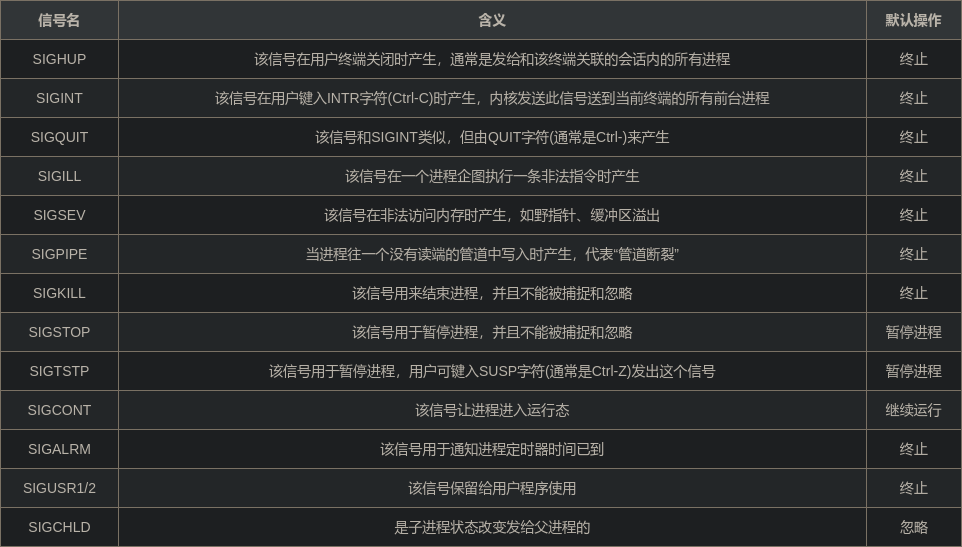 信号名 含义 默认操作
SIGHUP 该信号在用户终端关闭时产生，通常是发给和该终端关联的会话内的所有进程 终止
SIGINT 该信号在用户键入INTR字符(Ctrl-C)时产生，内核发送此信号送到当前终端的所有前台进程 终止
SIGQUIT 该信号和SIGINT类似，但由QUIT字符(通常是Ctrl-)来产生 终止
SIGILL 该信号在一个进程企图执行一条非法指令时产生 终止
SIGSEV 该信号在非法访问内存时产生，如野指针、缓冲区溢出 终止
SIGPIPE 当进程往一个没有读端的管道中写入时产生，代表“管道断裂” 终止
SIGKILL 该信号用来结束进程，并且不能被捕捉和忽略 终止
SIGSTOP 该信号用于暂停进程，并且不能被捕捉和忽略 暂停进程
SIGTSTP 该信号用于暂停进程，用户可键入SUSP字符(通常是Ctrl-Z)发出这个信号 暂停进程
SIGCONT 该信号让进程进入运行态 继续运行
SIGALRM 该信号用于通知进程定时器时间已到 终止
SIGUSR1/2 该信号保留给用户程序使用 终止
SIGCHLD 是子进程状态改变发给父进程的 忽略